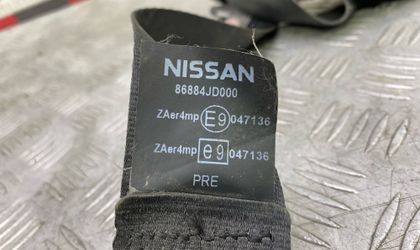 NISSAN
86884JD000
ZAer4mp E9 047136
ZAer4mp e9 047136
PRE